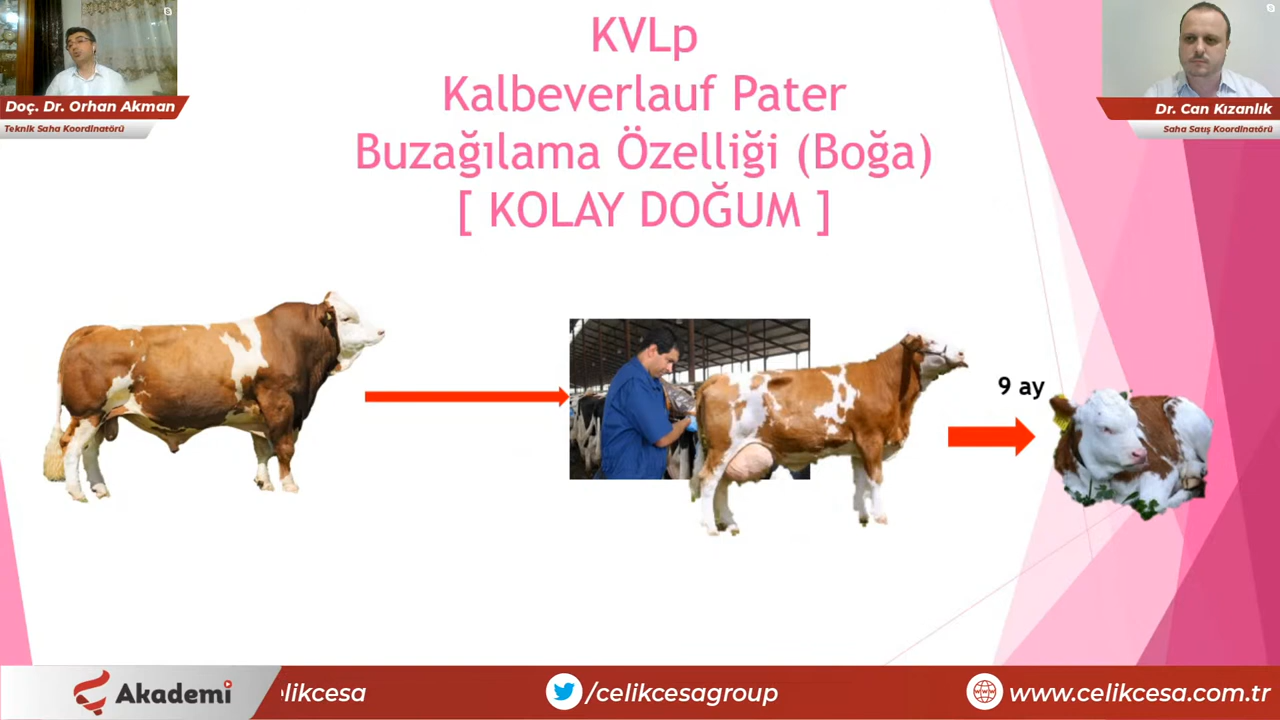 KVLp
Kalbeverlauf Pater
Buzağılama Özelliği (Boğa)
[ KOLAY DOĞUM ]
Doç. Dr. Orhan Akman
Teknik Saha Koordinatörü
Dr. Can Kızanlık
Saha Satış Koordinatörü
9 ay
Akademi
elikcesa
/celikcesagroup
www.celikcesa.com.tr